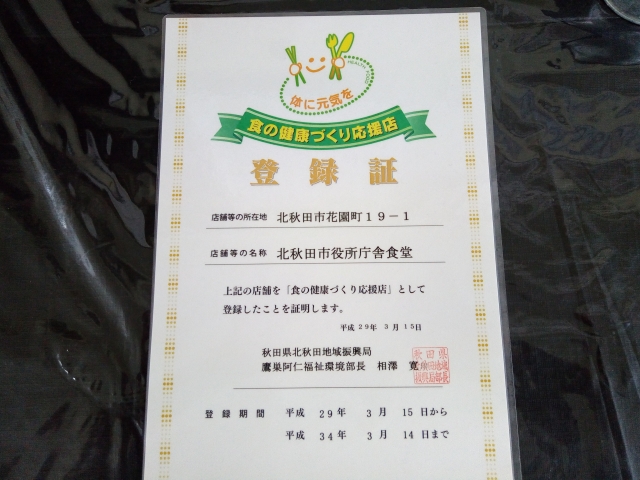 体に元気を
食の健康づくり応援店
登録証
店舗等の所在地 北秋田市花園町19-1
店舗等の名称 北秋田市役所庁舎食堂
上記の店舗を「食の健康づくり応援店」として
登録したことを証明します。
平成29年 3月15日
秋田県北秋田地域振興局
鷹巣阿仁福祉環境部長 相澤 寛
登録期間 平成 29年 3月 15日から
平成 34年 3月 14日まで